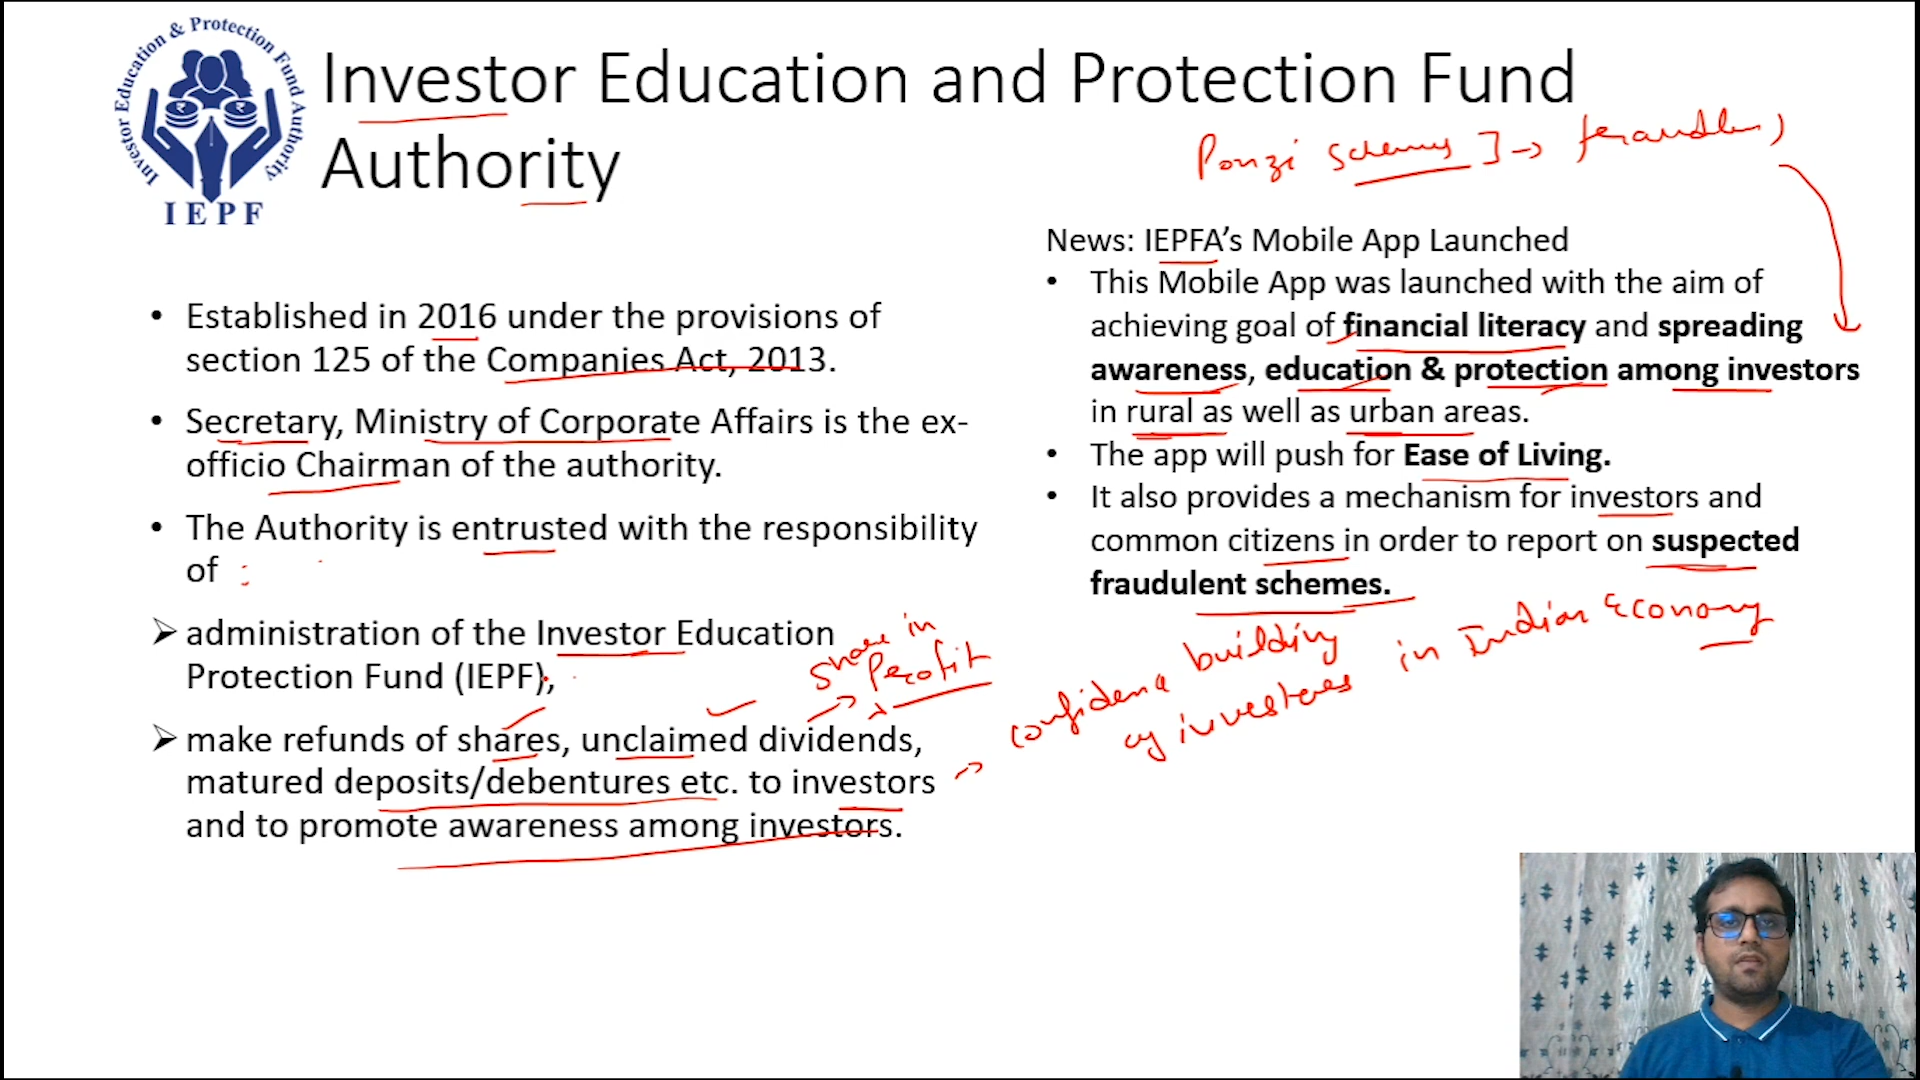 Investor Education & Protection Fund Authority
IEPF
Investor Education and Protection Fund
Authority
Ponzi schemes ] →
News: IEPFA’s Mobile App Launched
• This Mobile App was launched with the aim of
achieving goal of financial literacy and spreading
awareness, education & protection among investors
in rural as well as urban areas.
• The app will push for Ease of Living.
• It also provides a mechanism for investors and
common citizens in order to report on suspected
fraudulent schemes.
• Established in 2016 under the provisions of
section 125 of the Companies Act, 2013.
• Secretary, Ministry of Corporate Affairs is the ex-
officio Chairman of the authority.
• The Authority is entrusted with the responsibility
of :
➢ administration of the Investor Education
Protection Fund (IEPF),
➢ make refunds of shares, unclaimed dividends,
matured deposits/debentures etc. to investors
and to promote awareness among investors.
→ Share in
Profit
→ confidence building
of investors in Indian Economy